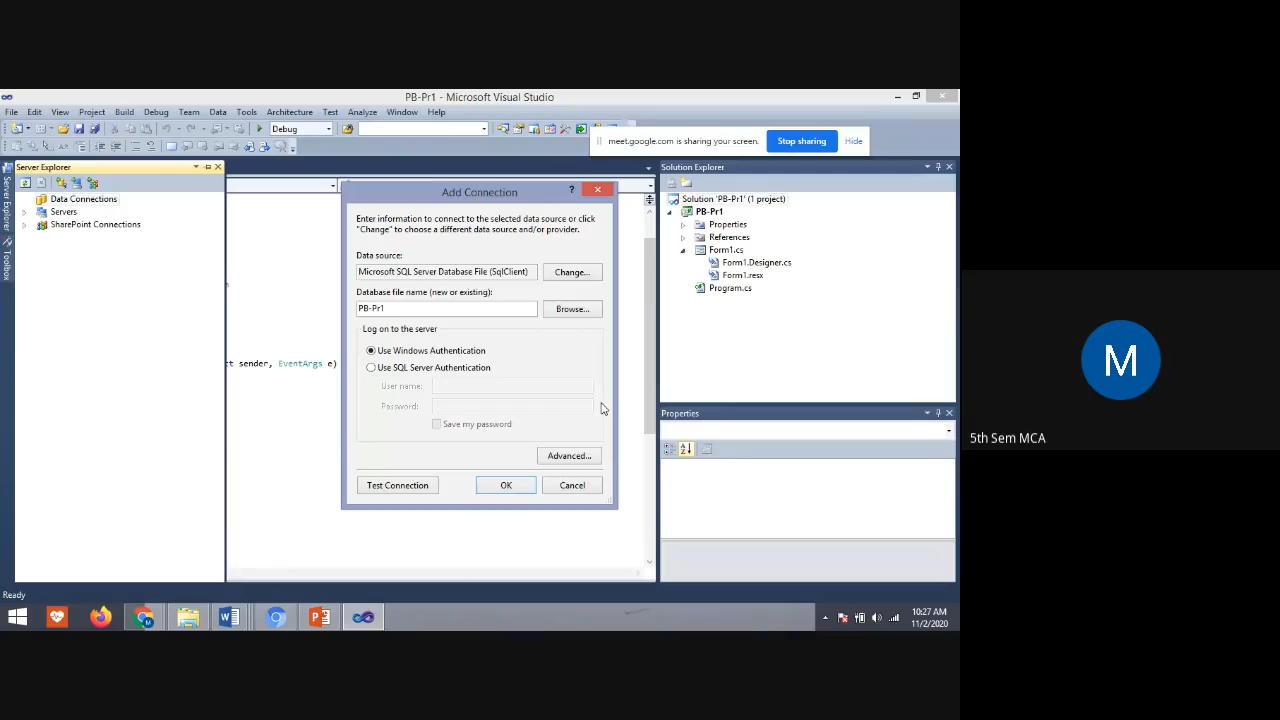 PB-Pr1 - Microsoft Visual Studio
File Edit View Project Build Debug Team Data Tools Architecture Test Analyze Window Help
Debug
meet.google.com is sharing your screen.
Stop sharing
Hide
Server Explorer
Data Connections
Servers
SharePoint Connections
Server Explorer
Toolbox
ct sender, EventArgs e)
Add Connection
?
Enter information to connect to the selected data source or click
"Change" to choose a different data source and/or provider.
Data source:
Microsoft SQL Server Database File (SqlClient)
Change...
Database file name (new or existing):
PB-Pr1
Browse...
Log on to the server
Use Windows Authentication
Use SQL Server Authentication
User name:
Password:
Save my password
Advanced...
Test Connection
OK
Cancel
Solution Explorer
Solution 'PB-Pr1' (1 project)
PB-Pr1
Properties
References
Form1.cs
Form1.Designer.cs
Form1.resx
Program.cs
Properties
Ready
10:27 AM
11/2/2020
M
5th Sem MCA